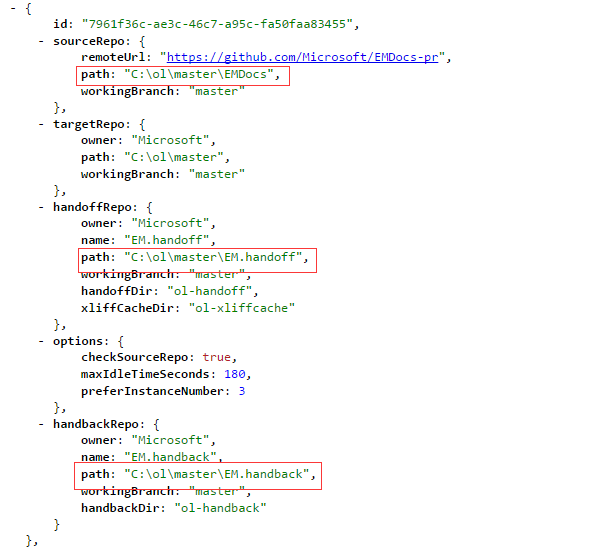 - {
id: "7961f36c-ae3c-46c7-a95c-fa50faa83455",
- sourceRepo: {
remoteUrl: "https://github.com/Microsoft/EMDocs-pr",
path: "C:\ol\master\EMDocs",
workingBranch: "master"
},
- targetRepo: {
owner: "Microsoft",
path: "C:\ol\master",
workingBranch: "master"
},
- handoffRepo: {
owner: "Microsoft",
name: "EM.handoff",
path: "C:\ol\master\EM.handoff",
workingBranch: "master",
handoffDir: "ol-handoff",
xliffCacheDir: "ol-xliffcache"
},
- options: {
checkSourceRepo: true,
maxIdleTimeSeconds: 180,
preferInstanceNumber: 3
},
- handbackRepo: {
owner: "Microsoft",
name: "EM.handback",
path: "C:\ol\master\EM.handback",
workingBranch: "master",
handbackDir: "ol-handback"
}
},